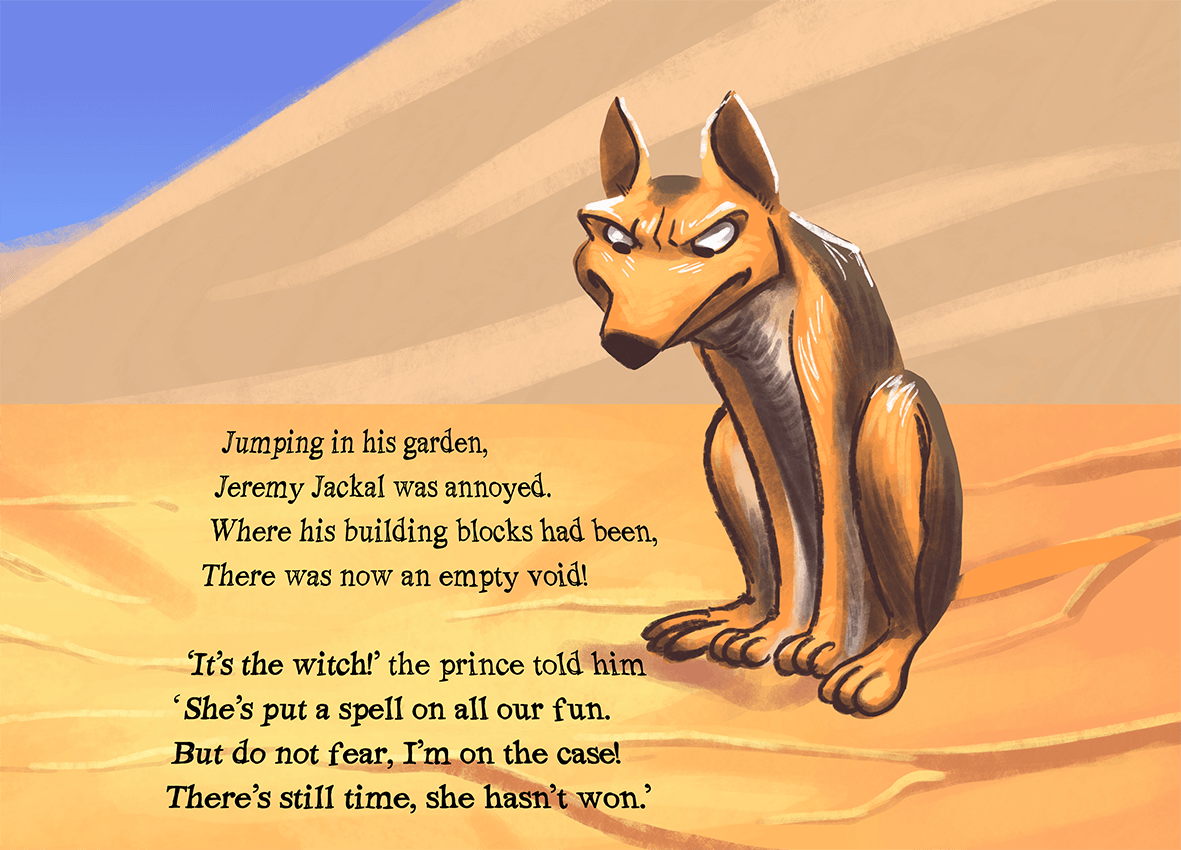 Jumping in his garden,
Jeremy Jackal was annoyed.
Where his building blocks had been,
There was now an empty void!
‘It’s the witch!’ the prince told him
‘She’s put a spell on all our fun.
But do not fear, I’m on the case!
There’s still time, she hasn’t won.’